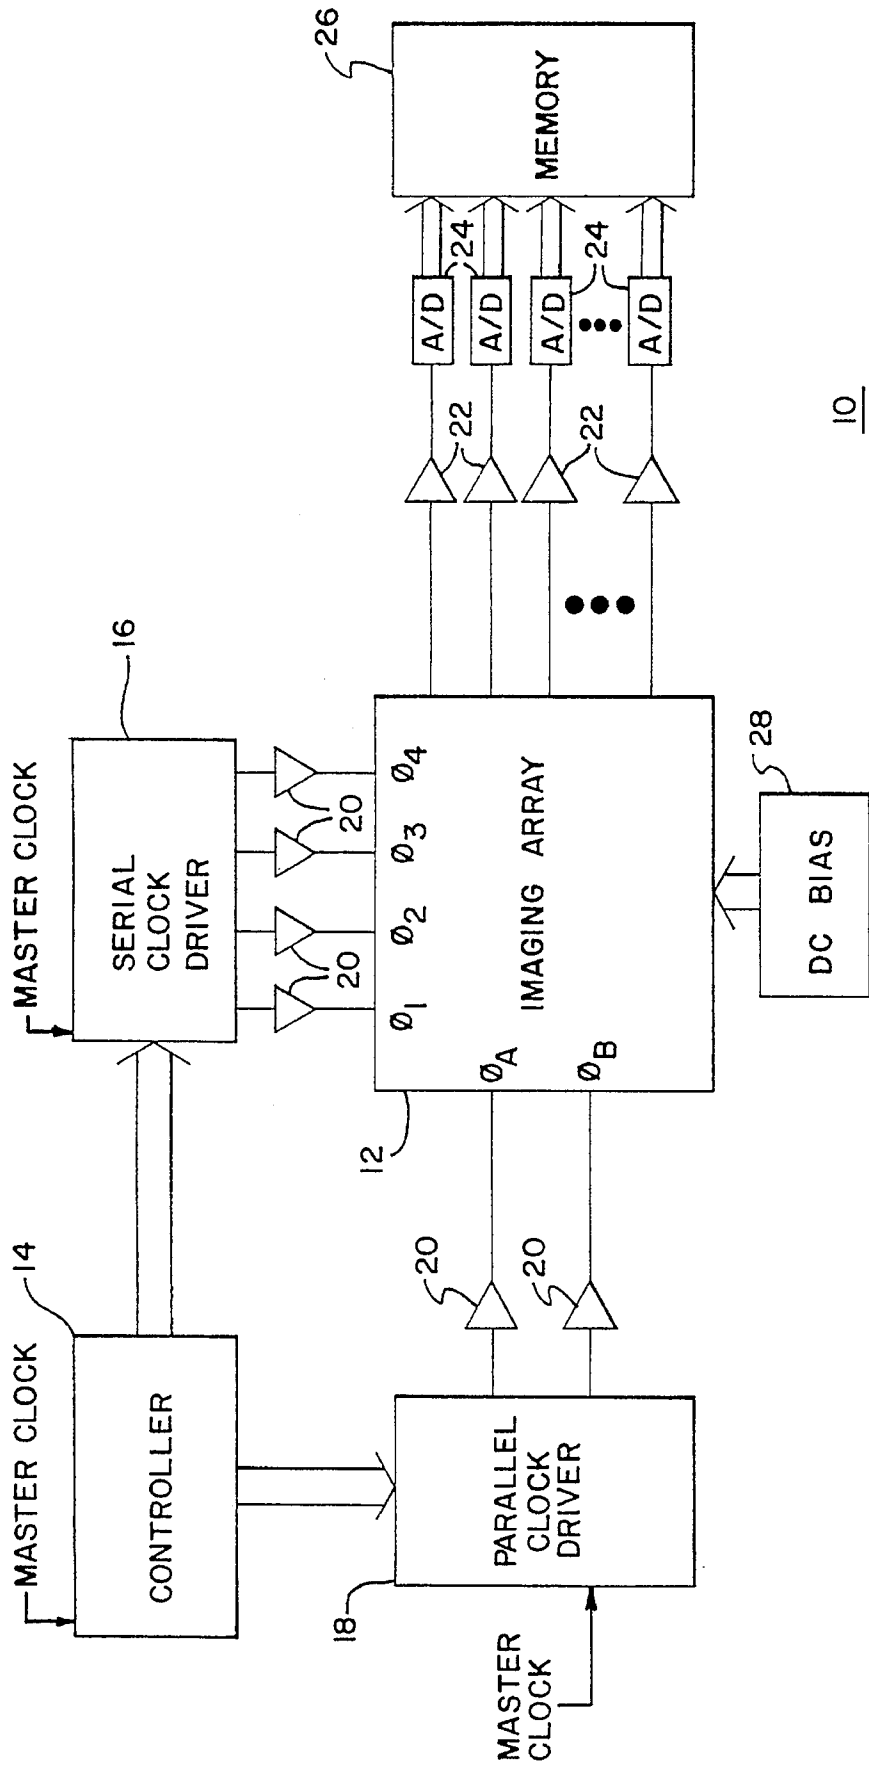 MASTER CLOCK
14
CONTROLLER
MASTER CLOCK
16
SERIAL
CLOCK
DRIVER
20
20
Ø1
Ø2
Ø3
Ø4
18
PARALLEL
CLOCK
DRIVER
MASTER
CLOCK
20
20
12
ØA
ØB
IMAGING ARRAY
28
DC BIAS
22
22
A/D
A/D
A/D
A/D
24
24
26
MEMORY
10